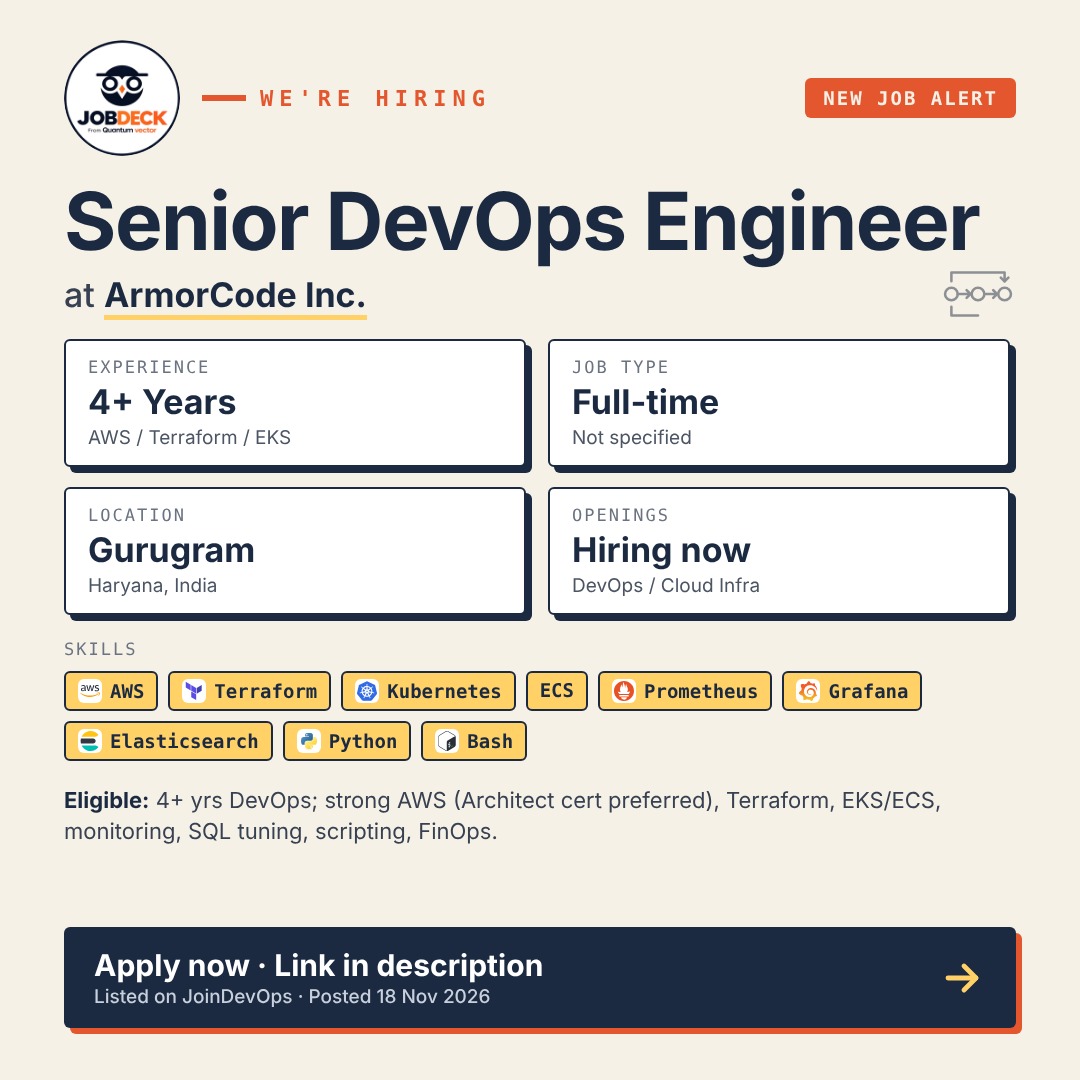 JOBDECK
From Quantum vector
WE'RE HIRING
NEW JOB ALERT
Senior DevOps Engineer
at ArmorCode Inc.
EXPERIENCE
4+ Years
AWS / Terraform / EKS
JOB TYPE
Full-time
Not specified
LOCATION
Gurugram
Haryana, India
OPENINGS
Hiring now
DevOps / Cloud Infra
SKILLS
aws AWS Terraform Kubernetes ECS Prometheus Grafana
Elasticsearch Python Bash
Eligible: 4+ yrs DevOps; strong AWS (Architect cert preferred), Terraform, EKS/ECS,
monitoring, SQL tuning, scripting, FinOps.
Apply now · Link in description
Listed on JoinDevOps · Posted 18 Nov 2026